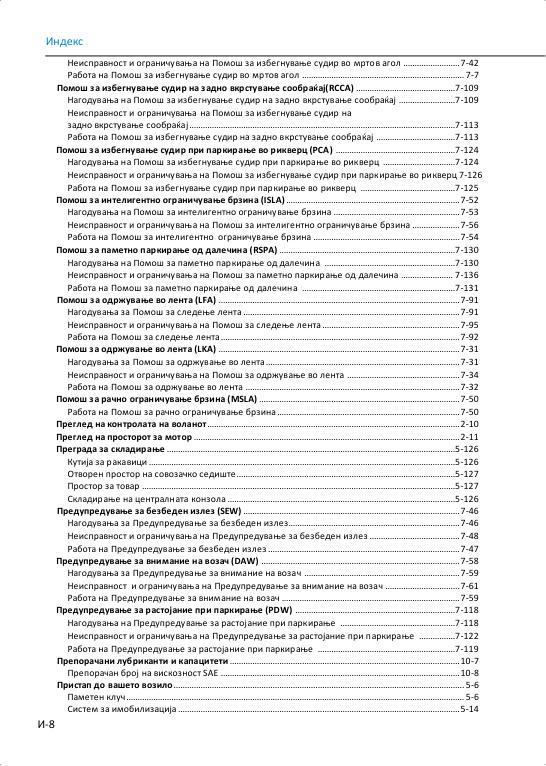 Индекс
Неисправност и ограничувања на Помош за избегнување судир во мртов агол ........................7-42
Работа на Помош за избегнување судир во мртов агол ........................7-7
Помош за избегнување судир на задно вкрстување сообраќај(RCCA) ........................7-109
Нагодувања на Помош за избегнување судир на задно вкрстување сообраќај ........................7-109
Неисправност и ограничувања на Помош за избегнување судир на
задно вкрстување сообраќај........................7-113
Работа на Помош за избегнување судир на задно вкрстување сообраќај ........................7-113
Помош за избегнување судир при паркирање во рикверц (PCA) ........................7-124
Нагодувања на Помош за избегнување судир при паркирање во рикверц ........................7-124
Неисправност и ограничувања на Помош за избегнување судир при паркирање во рикверц 7-126
Работа на Помош за избегнување судир при паркирање во рикверц ........................7-125
Помош за интелигентно ограничување брзина (ISLA) ........................7-52
Нагодувања на Помош за интелигентно ограничување брзина ........................7-53
Неисправност и ограничувања на Помош за интелигентно ограничување брзина ........................7-56
Работа на Помош за интелигентно ограничување брзина ........................7-54
Помош за паметно паркирање од далечина (RSPA) ........................7-130
Нагодувања на Помош за паметно паркирање од далечина ........................7-130
Неисправност и ограничувања на Помош за паметно паркирање од далечина ........................7-136
Работа на Помош за паметно паркирање од далечина ........................7-131
Помош за одржување во лента (LFA) ........................7-91
Нагодувања за Помош за следење лента ........................7-91
Неисправност и ограничувања на Помош за следење лента ........................7-95
Работа на Помош за следење лента ........................7-92
Помош за одржување во лента (LKA) ........................7-31
Нагодувања за Помош за одржување во лента ........................7-31
Неисправност и ограничувања на Помош за одржување во лента ........................7-34
Работа на Помош за одржување во лента ........................7-32
Помош за рачно ограничување брзина (MSLA) ........................7-50
Работа на Помош за рачно ограничување брзина ........................7-50
Преглед на контролата на воланот........................2-10
Преглед на просторот за мотор ........................2-11
Преграда за складирање ........................5-126
Кутија за ракавици ........................5-126
Отворен простор на совозачко седиште........................5-127
Простор за товар ........................5-127
Складирање на централната конзола ........................5-126
Предупредување за безбеден излез (SEW) ........................7-46
Нагодувања за Предупредување за безбеден излез........................7-46
Неисправност и ограничувања на Предупредување за безбеден излез ........................7-48
Работа на Предупредување за безбеден излез ........................7-47
Предупредување за внимание на возач (DAW) ........................7-58
Нагодувања за Предупредување за внимание на возач ........................7-59
Неисправност и ограничувања на Предупредување за внимание на возач ........................7-61
Работа на Предупредување за внимание на возач ........................7-59
Предупредување за растојание при паркирање (PDW) ........................7-118
Нагодувања на Предупредување за растојание при паркирање ........................7-118
Неисправност и ограничувања на Предупредување за растојание при паркирање ...............7-122
Работа на Предупредување за растојание при паркирање ........................7-119
Препорачани лубриканти и капацитети ........................10-7
Препорачан број на вискозност SAE ........................10-8
Пристап до вашето возило........................5-6
Паметен клуч........................5-6
Систем за имобилизација ........................5-14
И-8